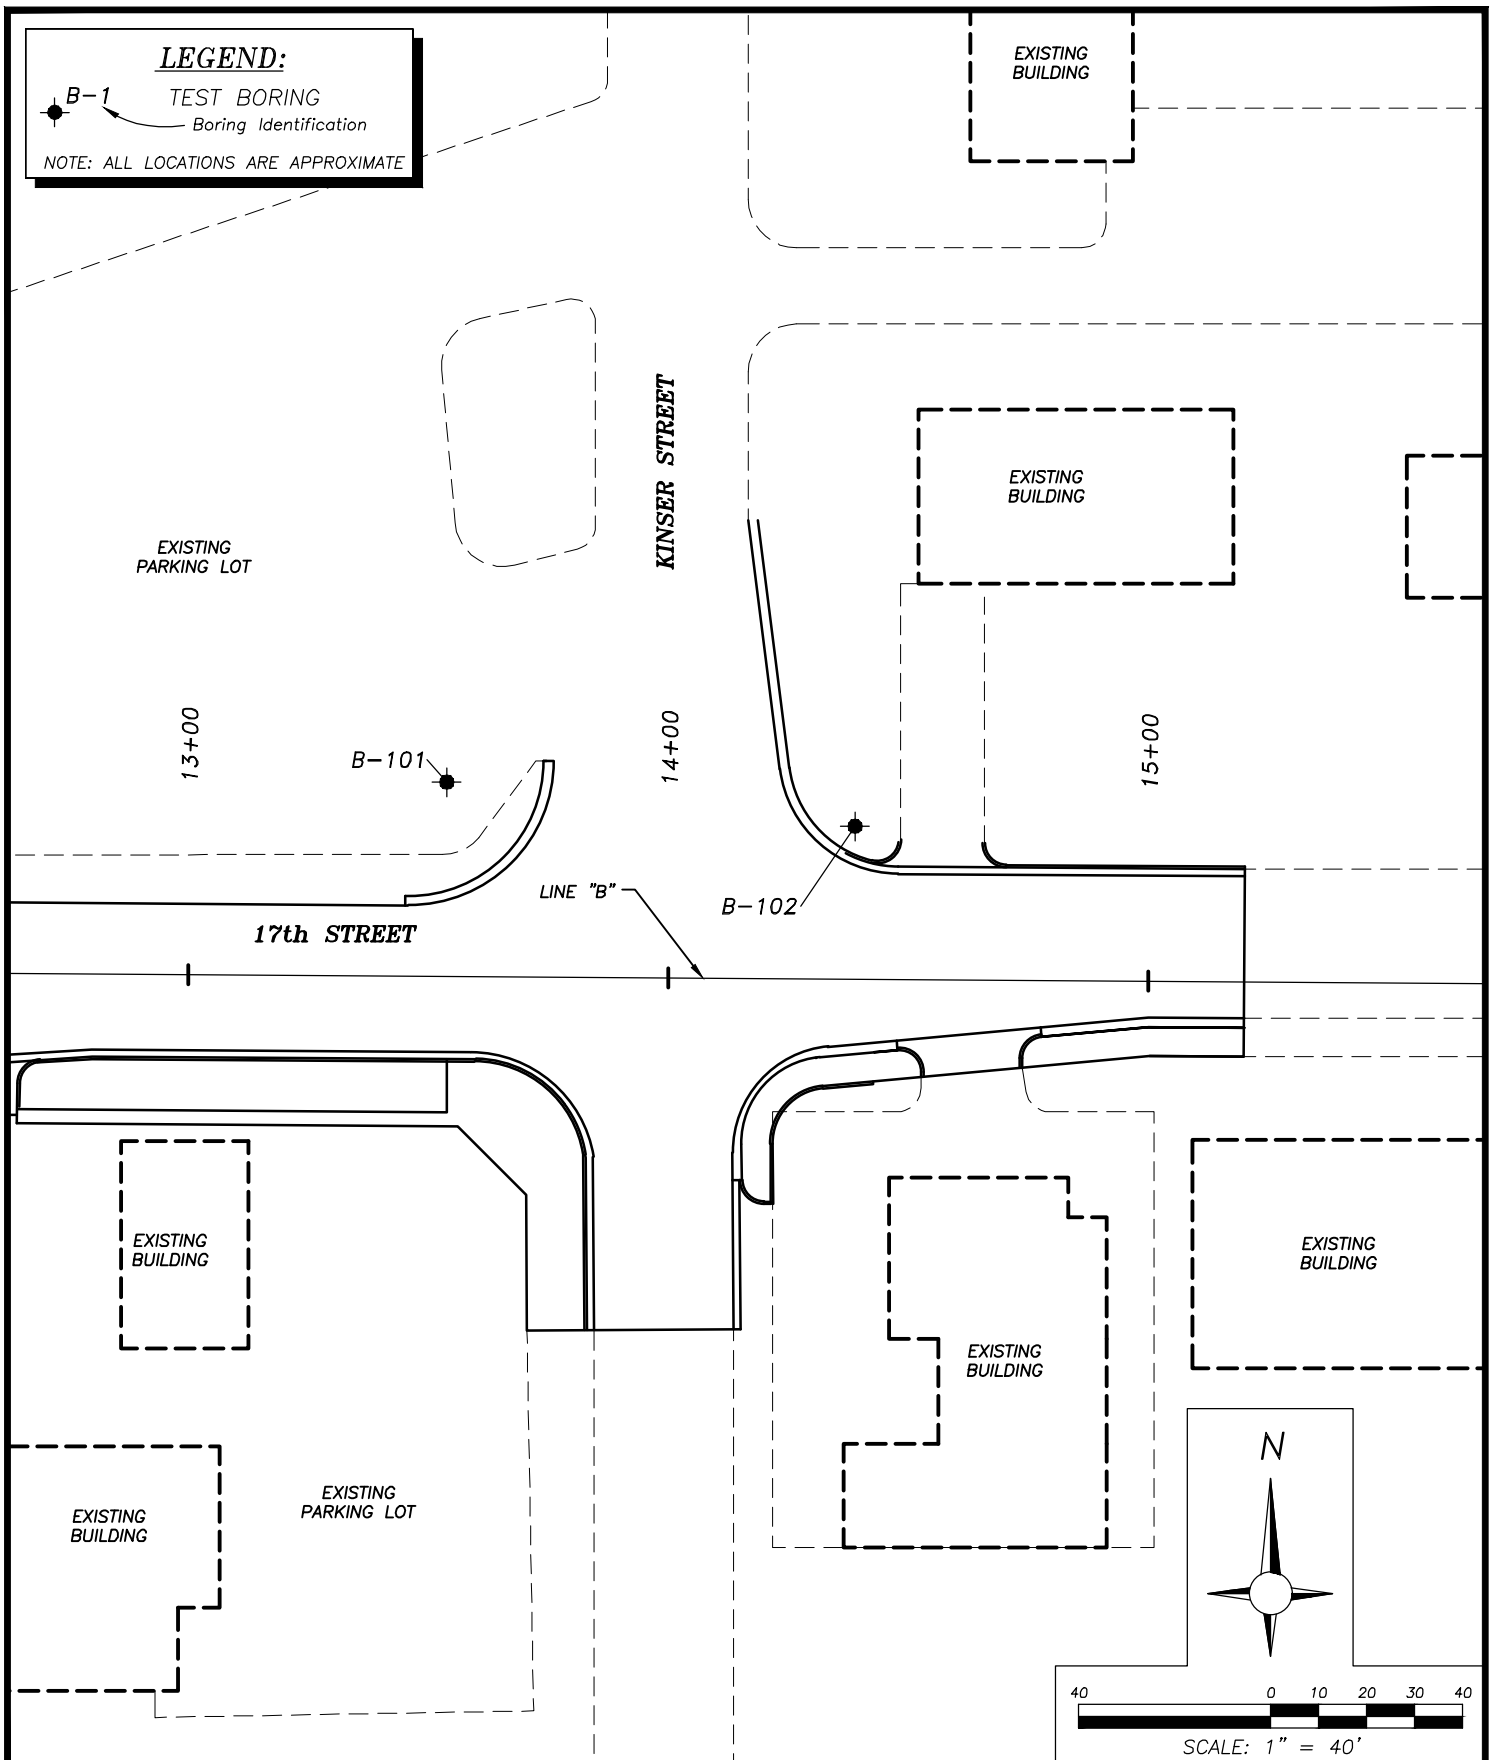 LEGEND:
B-1
TEST BORING
Boring Identification
NOTE: ALL LOCATIONS ARE APPROXIMATE
EXISTING
BUILDING
KINSER STREET
EXISTING
BUILDING
EXISTING
PARKING LOT
13+00
B-101
14+00
15+00
LINE "B"
B-102
17th STREET
EXISTING
BUILDING
EXISTING
BUILDING
EXISTING
BUILDING
EXISTING
BUILDING
EXISTING
PARKING LOT
N
40 0 10 20 30 40
SCALE: 1" = 40'